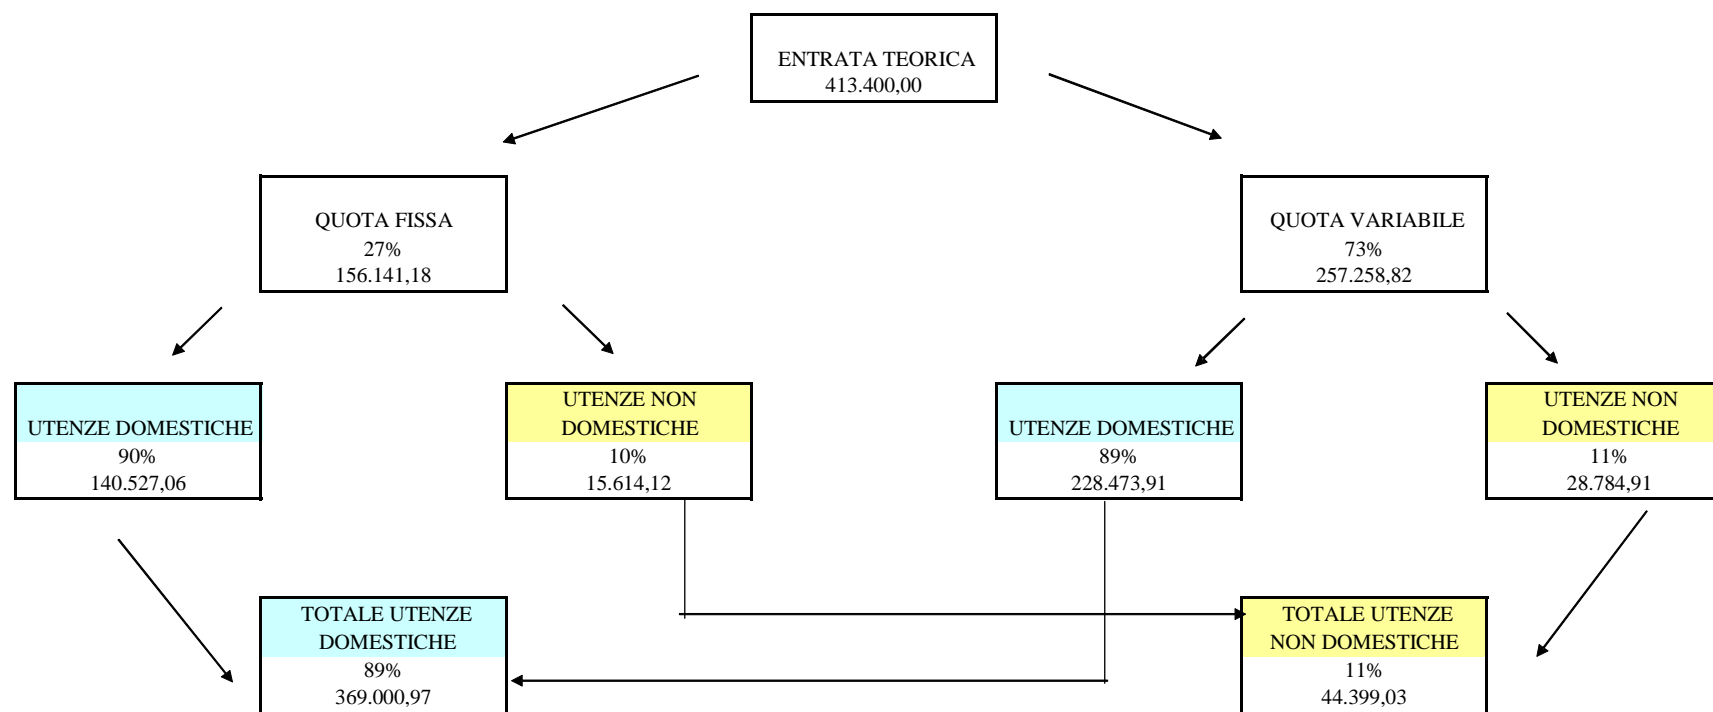 ENTRATA TEORICA
413.400,00
QUOTA FISSA
27%
156.141,18
QUOTA VARIABILE
73%
257.258,82
UTENZE DOMESTICHE
90%
140.527,06
UTENZE NON
DOMESTICHE
10%
15.614,12
UTENZE DOMESTICHE
89%
228.473,91
UTENZE NON
DOMESTICHE
11%
28.784,91
TOTALE UTENZE
DOMESTICHE
89%
369.000,97
TOTALE UTENZE
NON DOMESTICHE
11%
44.399,03